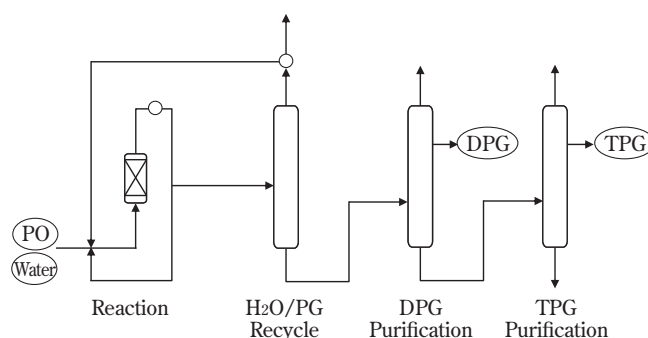 DPG
TPG
PO
Water
Reaction
H2O/PG
Recycle
DPG
Purification
TPG
Purification